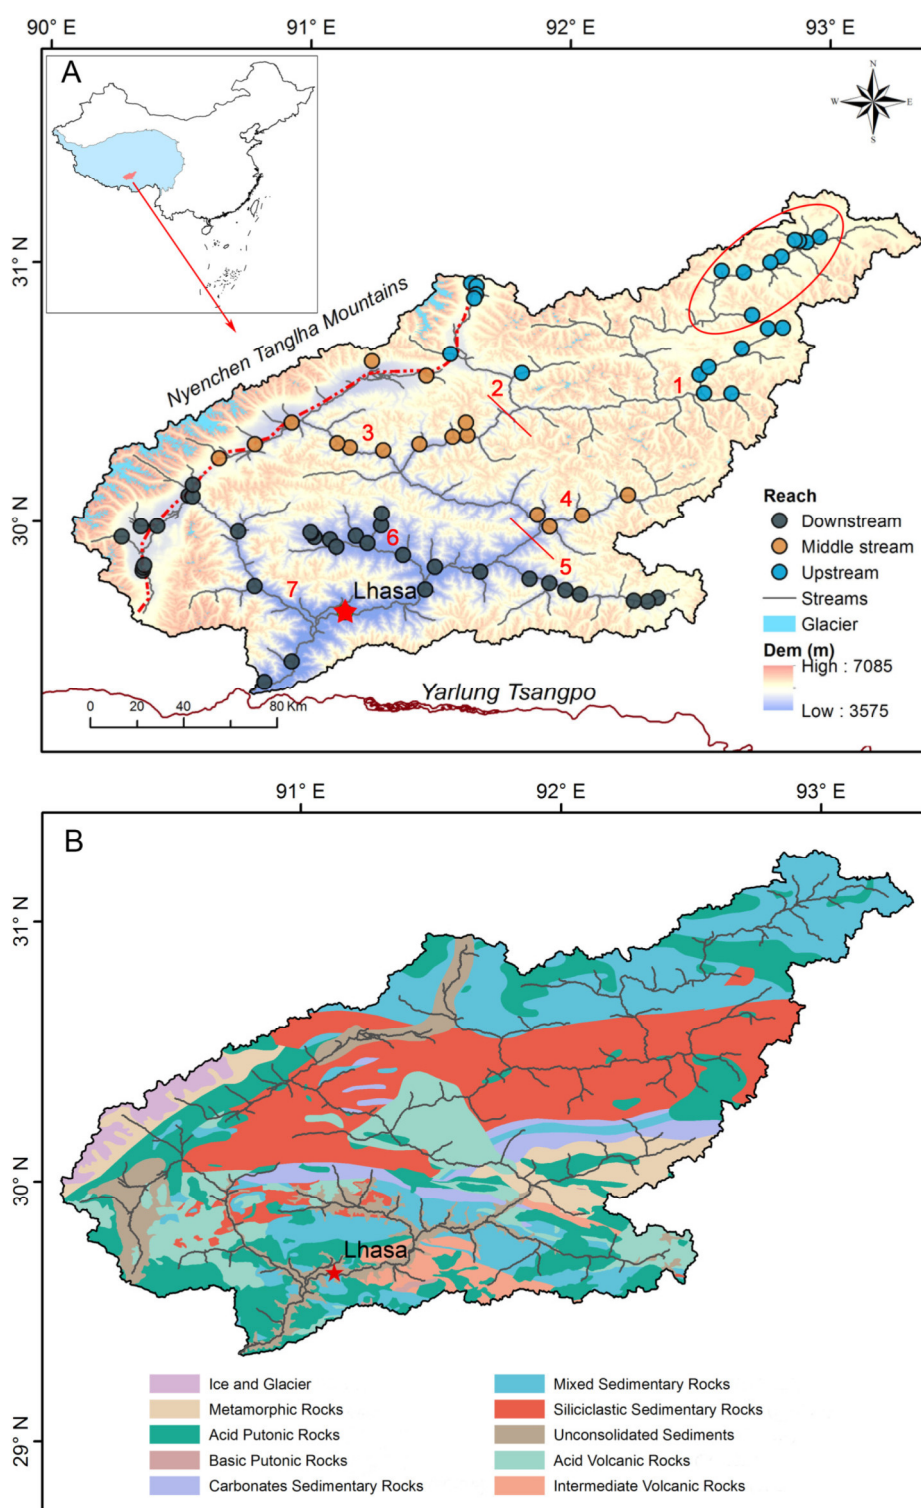 90° E 91° E 92° E 93° E
A
N
W E
S
31° N
Nyenchen Tanglha Mountains
2
1
3
4
30° N
5
6
7
Lhasa
Reach
Downstream
Middle stream
Upstream
Streams
Glacier
Dem (m)
High : 7085
Low : 3575
Yarlung Tsangpo
0 20 40 80 Km
91° E 92° E 93° E
B
31° N
30° N
Lhasa
29° N
Ice and Glacier
Metamorphic Rocks
Acid Putonic Rocks
Basic Putonic Rocks
Carbonates Sedimentary Rocks
Mixed Sedimentary Rocks
Siliciclastic Sedimentary Rocks
Unconsolidated Sediments
Acid Volcanic Rocks
Intermediate Volcanic Rocks